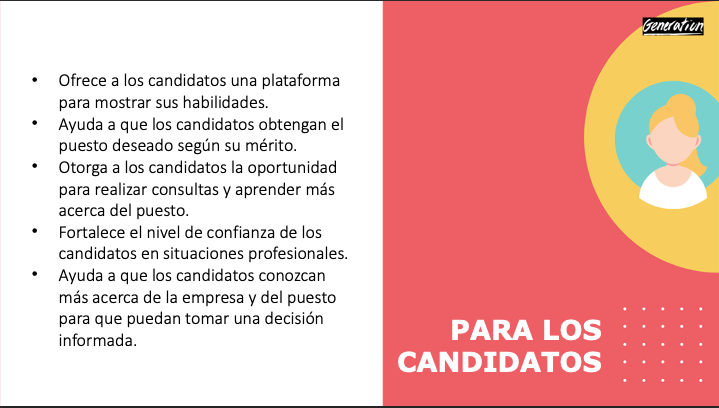 • Ofrece a los candidatos una plataforma
para mostrar sus habilidades.
• Ayuda a que los candidatos obtengan el
puesto deseado según su mérito.
• Otorga a los candidatos la oportunidad
para realizar consultas y aprender más
acerca del puesto.
• Fortalece el nivel de confianza de los
candidatos en situaciones profesionales.
• Ayuda a que los candidatos conozcan
más acerca de la empresa y del puesto
para que puedan tomar una decisión
informada.
Generation
PARA LOS
CANDIDATOS